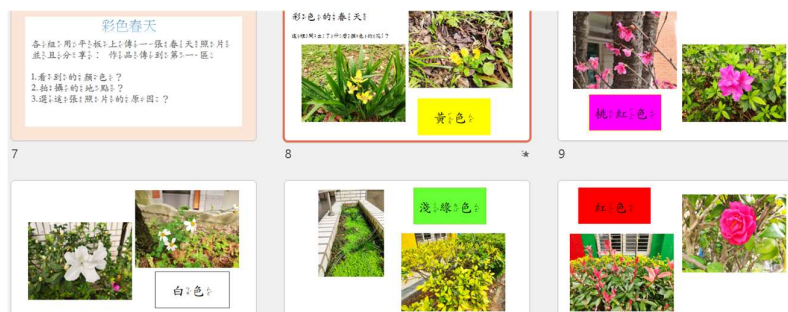 彩色春天
各組用平板上傳一張春天照片
並且分享： 作品傳到第一區
1.看到的顏色？
2.拍攝的地點？
3.選這張照片的原因？
7
彩色的春天
黃色
8
桃紅色
9
白色
淺綠色
紅色